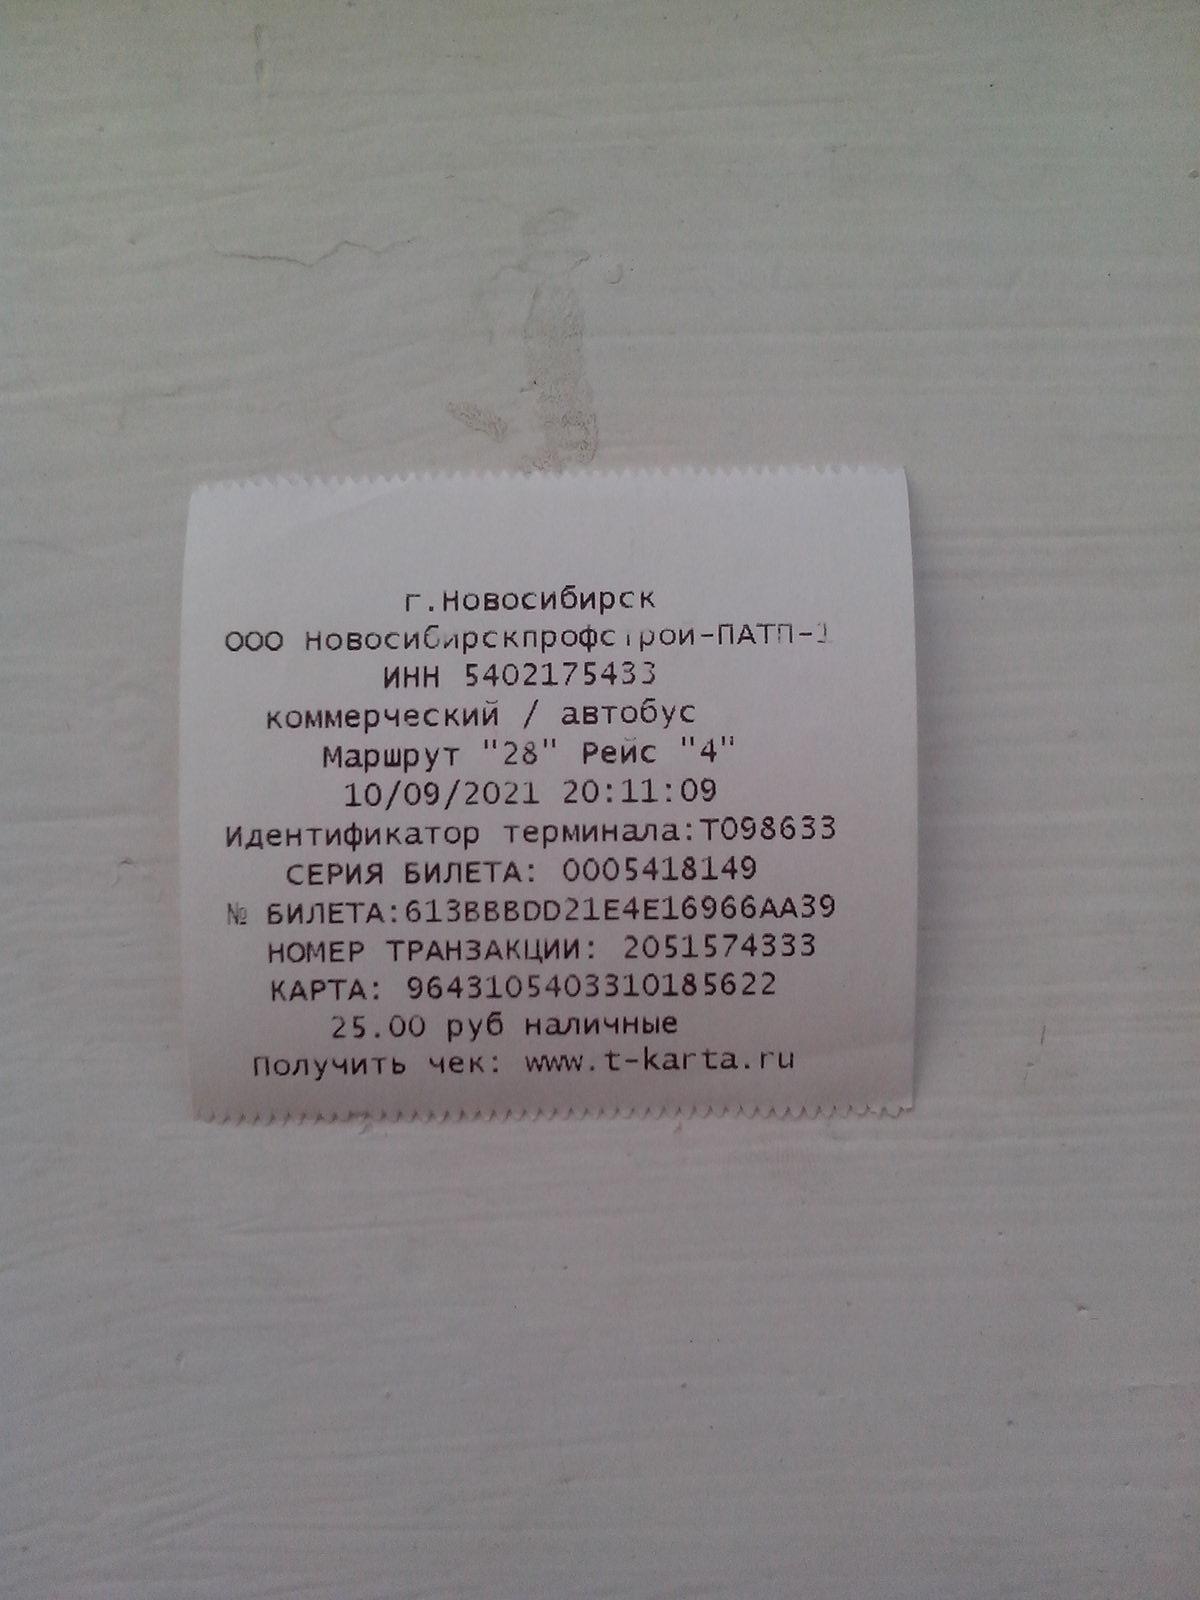 г.Новосибирск
ООО Новосибирскпрофстрой-ПАТП-1
ИНН 5402175433
коммерческий / автобус
Маршрут "28" Рейс "4"
10/09/2021 20:11:09
Идентификатор терминала:T098633
СЕРИЯ БИЛЕТА: 0005418149
№ БИЛЕТА:613BBBDD21E4E16966AA39
НОМЕР ТРАНЗАКЦИИ: 2051574333
КАРТА: 9643105403310185622
25.00 руб наличные
Получить чек: www.t-karta.ru